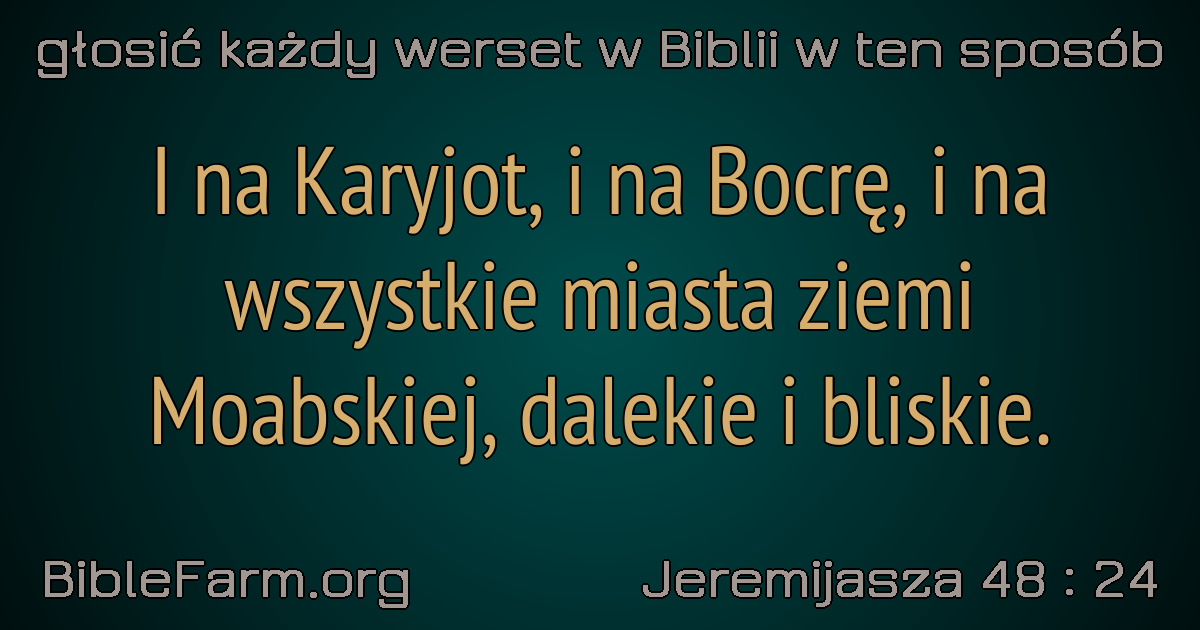 głosić każdy werset w Biblii w ten sposób
I na Karyjot, i na Bocrę, i na
wszystkie miasta ziemi
Moabskiej, dalekie i bliskie.
BibleFarm.org
Jeremijasza 48 : 24